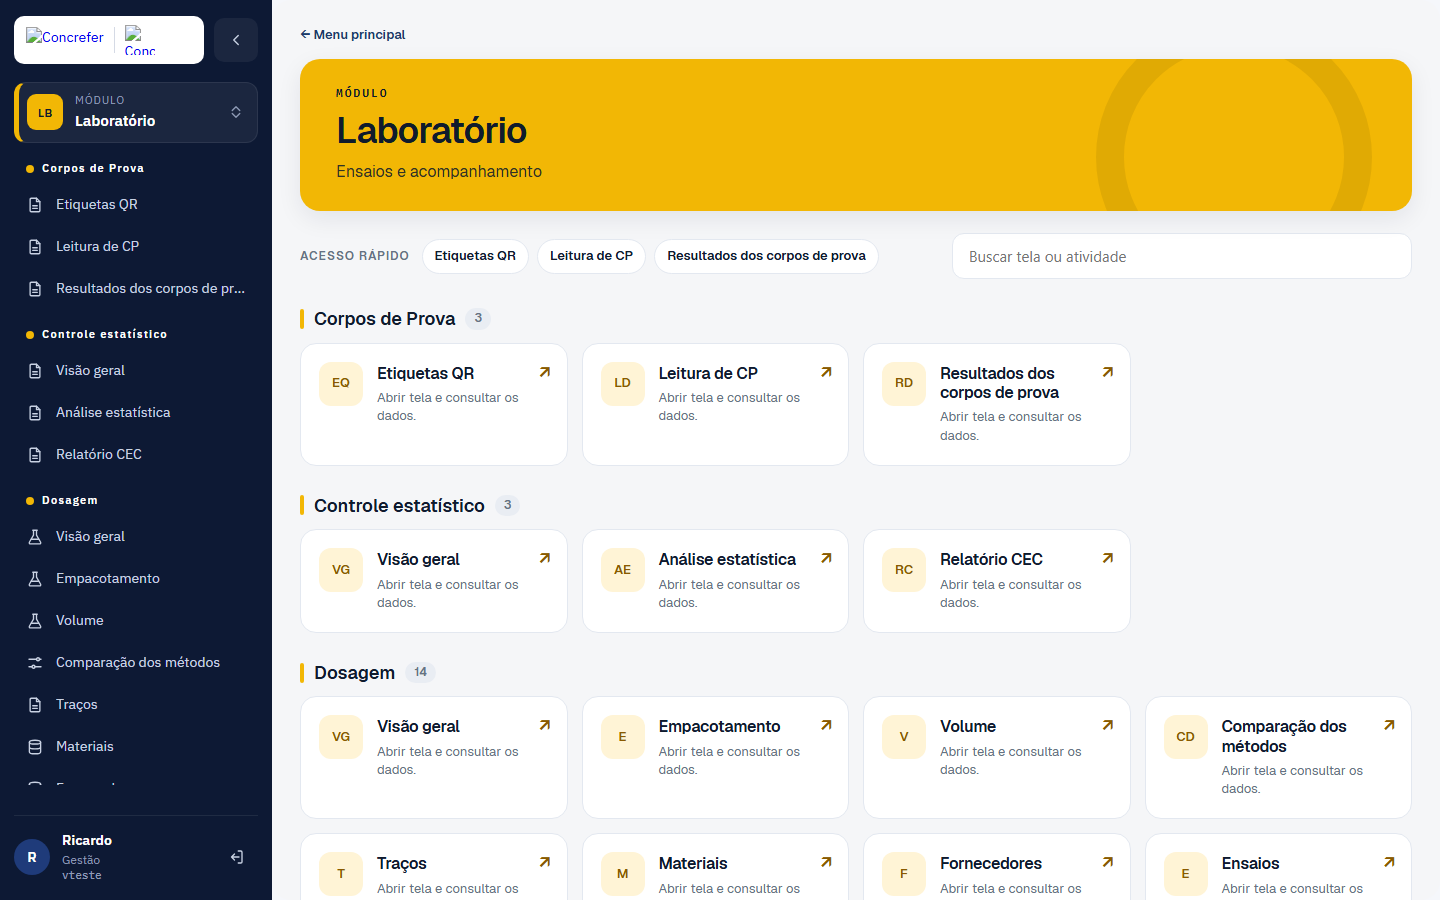 Concrefer
Conc
LB
MÓDULO
Laboratório
Corpos de Prova
Etiquetas QR
Leitura de CP
Resultados dos corpos de pr...
Controle estatístico
Visão geral
Análise estatística
Relatório CEC
Dosagem
Visão geral
Empacotamento
Volume
Comparação dos métodos
Traços
Materiais
R
Ricardo
Gestão
vteste
← Menu principal
MÓDULO
Laboratório
Ensaios e acompanhamento
ACESSO RÁPIDO
Etiquetas QR
Leitura de CP
Resultados dos corpos de prova
Buscar tela ou atividade
Corpos de Prova 3
EQ
Etiquetas QR
Abrir tela e consultar os
dados.
LD
Leitura de CP
Abrir tela e consultar os
dados.
RD
Resultados dos
corpos de prova
Abrir tela e consultar os
dados.
Controle estatístico 3
VG
Visão geral
Abrir tela e consultar os
dados.
AE
Análise estatística
Abrir tela e consultar os
dados.
RC
Relatório CEC
Abrir tela e consultar os
dados.
Dosagem 14
VG
Visão geral
Abrir tela e consultar os
dados.
E
Empacotamento
Abrir tela e consultar os
dados.
V
Volume
Abrir tela e consultar os
dados.
CD
Comparação dos
métodos
Abrir tela e consultar os
dados.
T
Traços
Abrir tela e consultar os
M
Materiais
Abrir tela e consultar os
F
Fornecedores
Abrir tela e consultar os
E
Ensaios
Abrir tela e consultar os